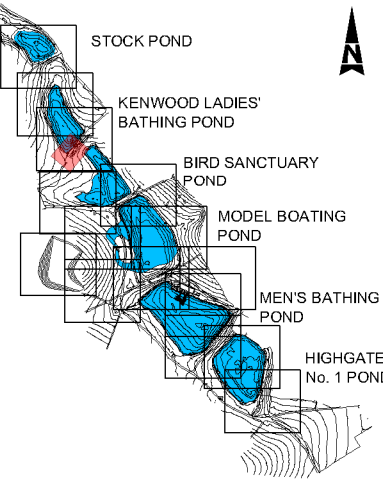 N
STOCK POND
KENWOOD LADIES'
BATHING POND
BIRD SANCTUARY
POND
MODEL BOATING
POND
MEN'S BATHING
POND
HIGHGATE
No. 1 POND